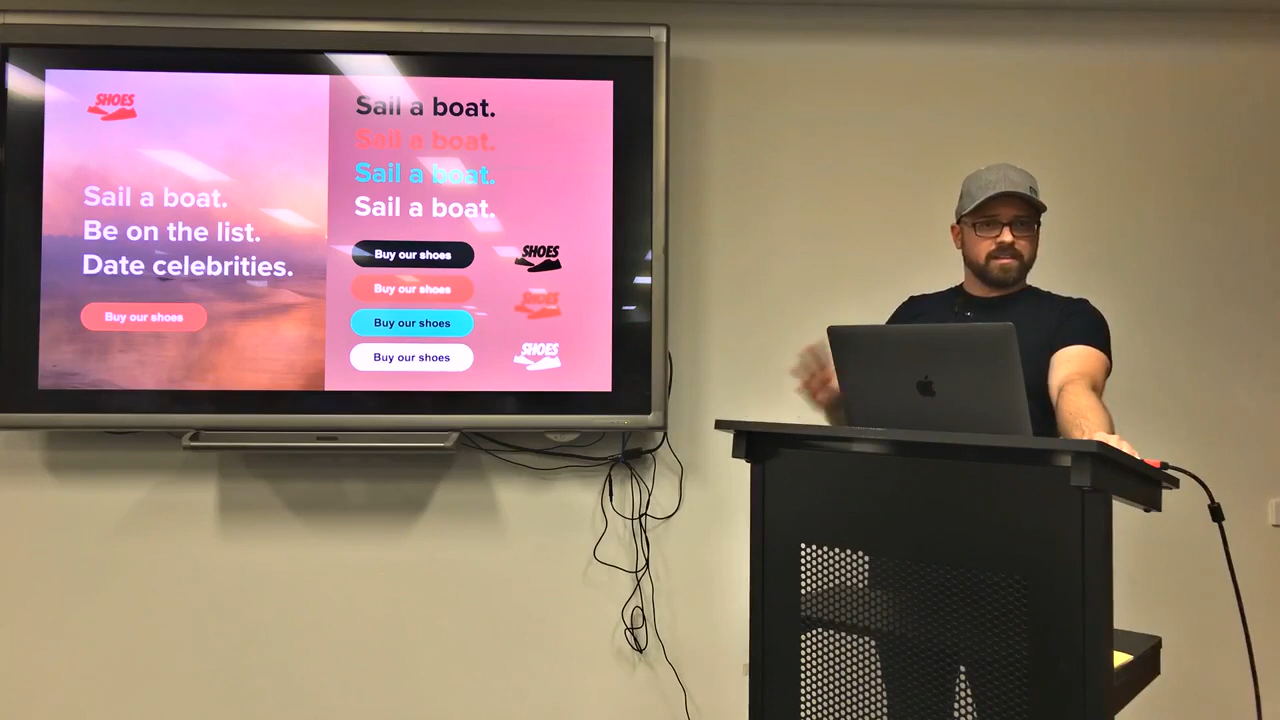 SHOES
Sail a boat.
Be on the list.
Date celebrities.
Buy our shoes
Sail a boat.
Sail a boat.
Sail a boat.
Sail a boat.
Buy our shoes
SHOES
Buy our shoes
SHOES
Buy our shoes
Buy our shoes
SHOES